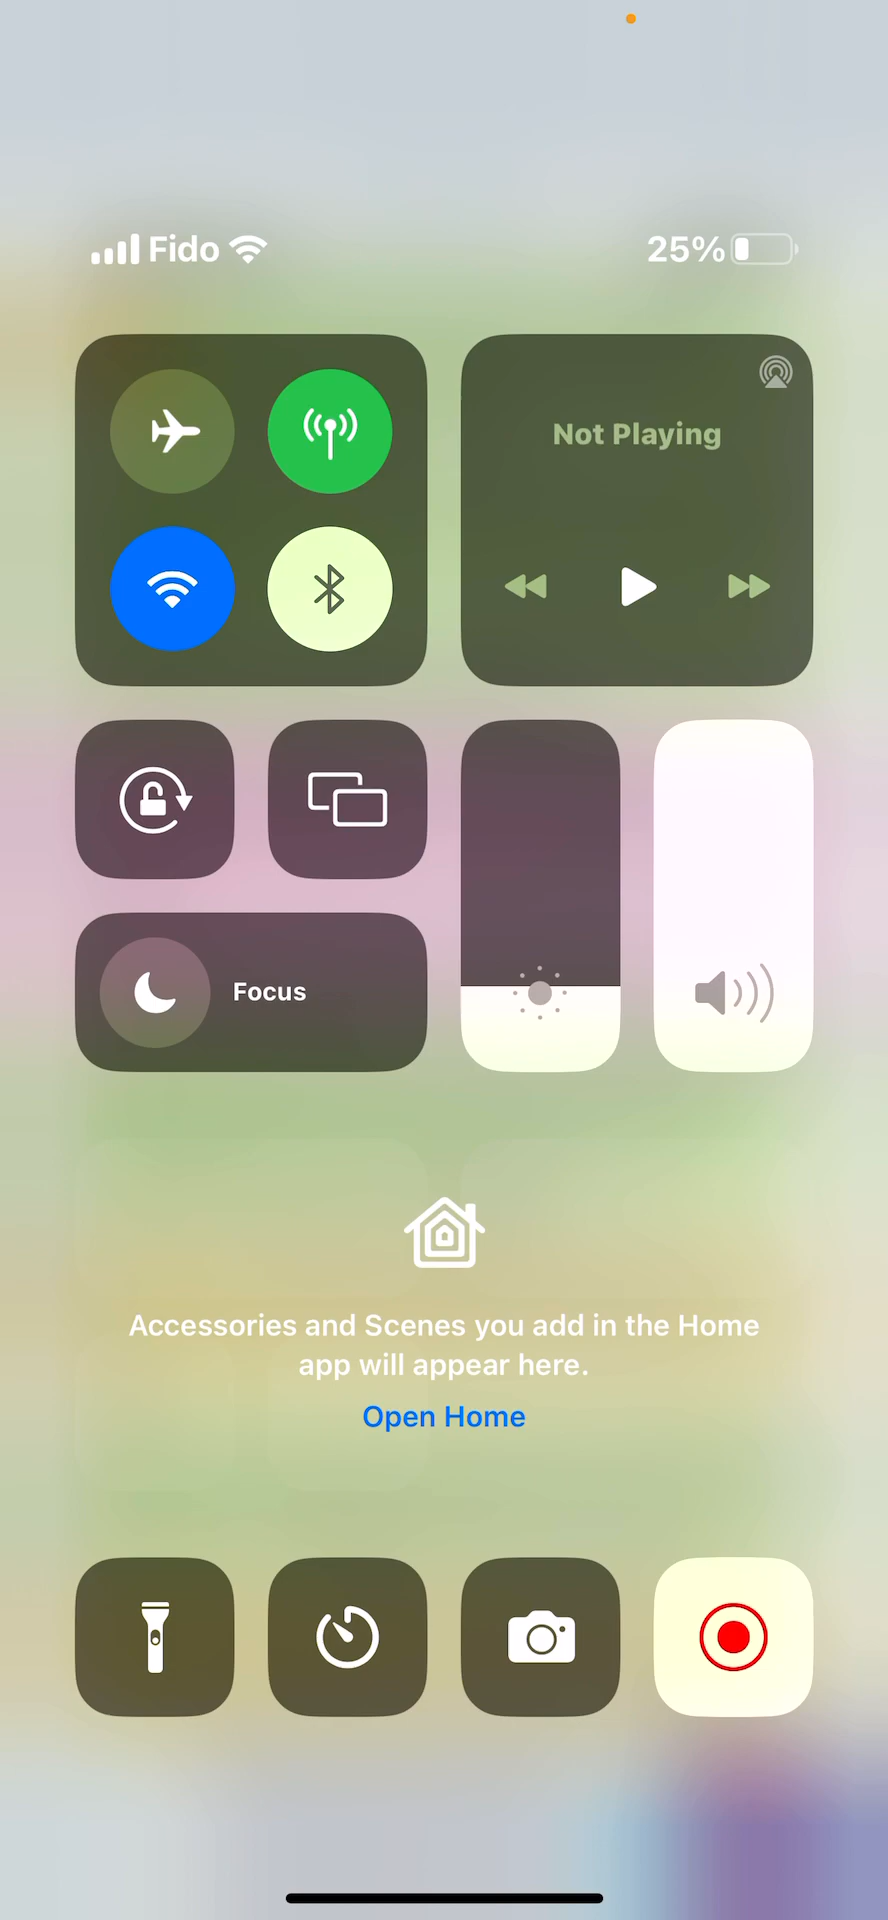 Fido
25%
Not Playing
Focus
Accessories and Scenes you add in the Home
app will appear here.
Open Home